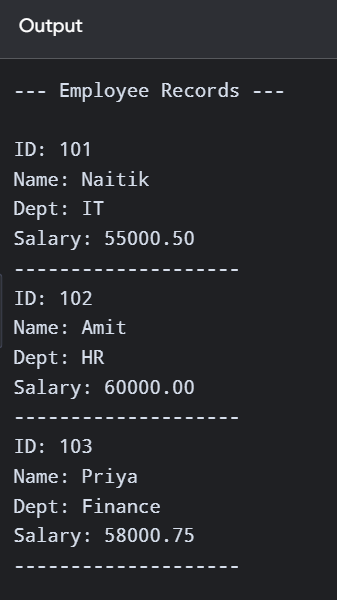 Output
--- Employee Records ---
ID: 101
Name: Naitik
Dept: IT
Salary: 55000.50
--------------------
ID: 102
Name: Amit
Dept: HR
Salary: 60000.00
--------------------
ID: 103
Name: Priya
Dept: Finance
Salary: 58000.75
--------------------